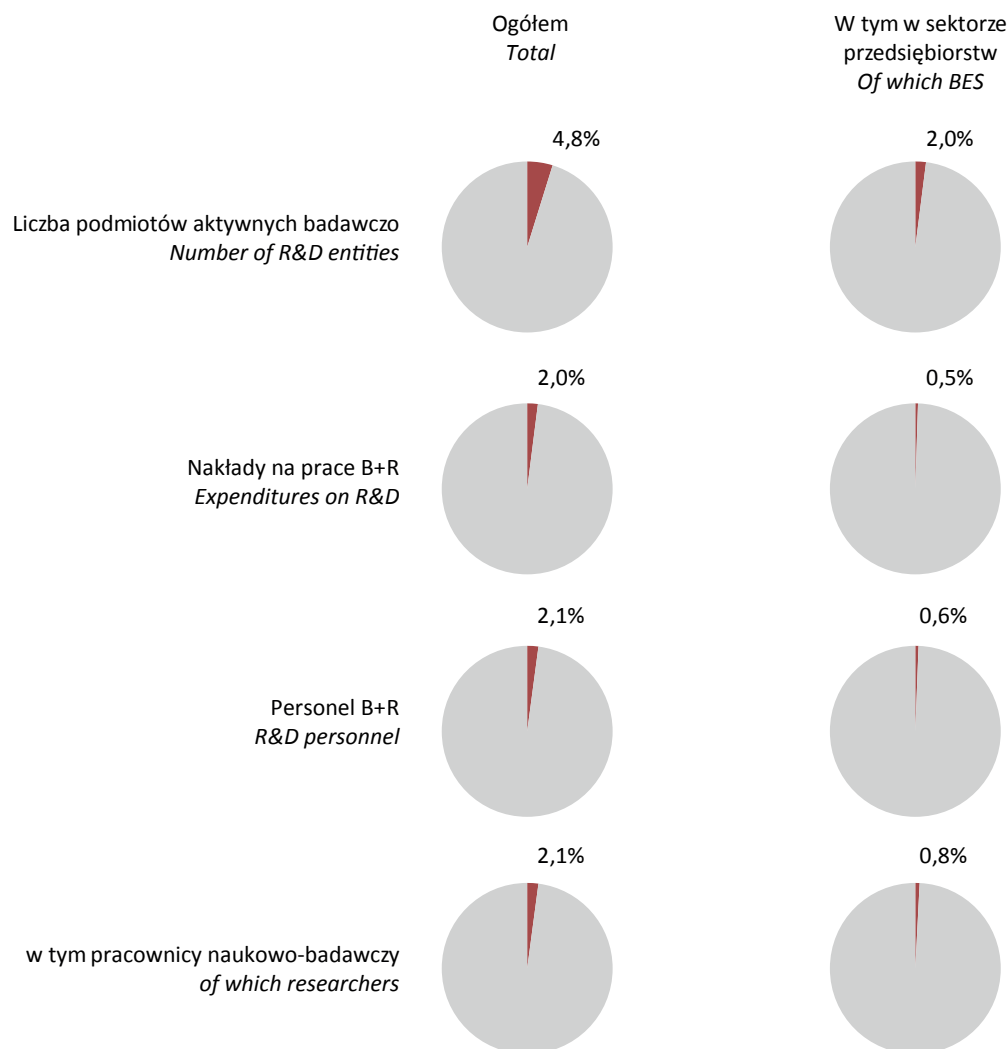 Ogółem
Total
W tym w sektorze
przedsiębiorstw
Of which BES
4,8%
2,0%
Liczba podmiotów aktywnych badawczo
Number of R&D entities
2,0%
0,5%
Nakłady na prace B+R
Expenditures on R&D
2,1%
0,6%
Personel B+R
R&D personnel
2,1%
0,8%
w tym pracownicy naukowo-badawczy
of which researchers